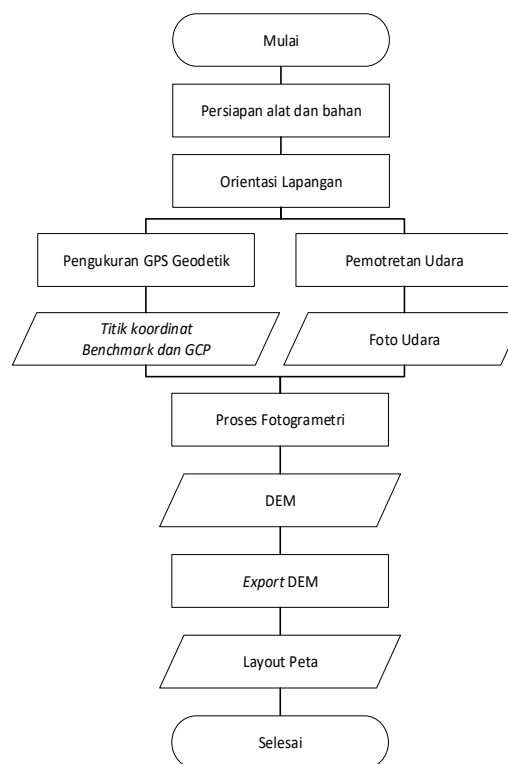 Mulai
Persiapan alat dan bahan
Orientasi Lapangan
Pengukuran GPS Geodetik
Pemotretan Udara
Titik koordinat
Benchmark dan GCP
Foto Udara
Proses Fotogrametri
DEM
Export DEM
Layout Peta
Selesai